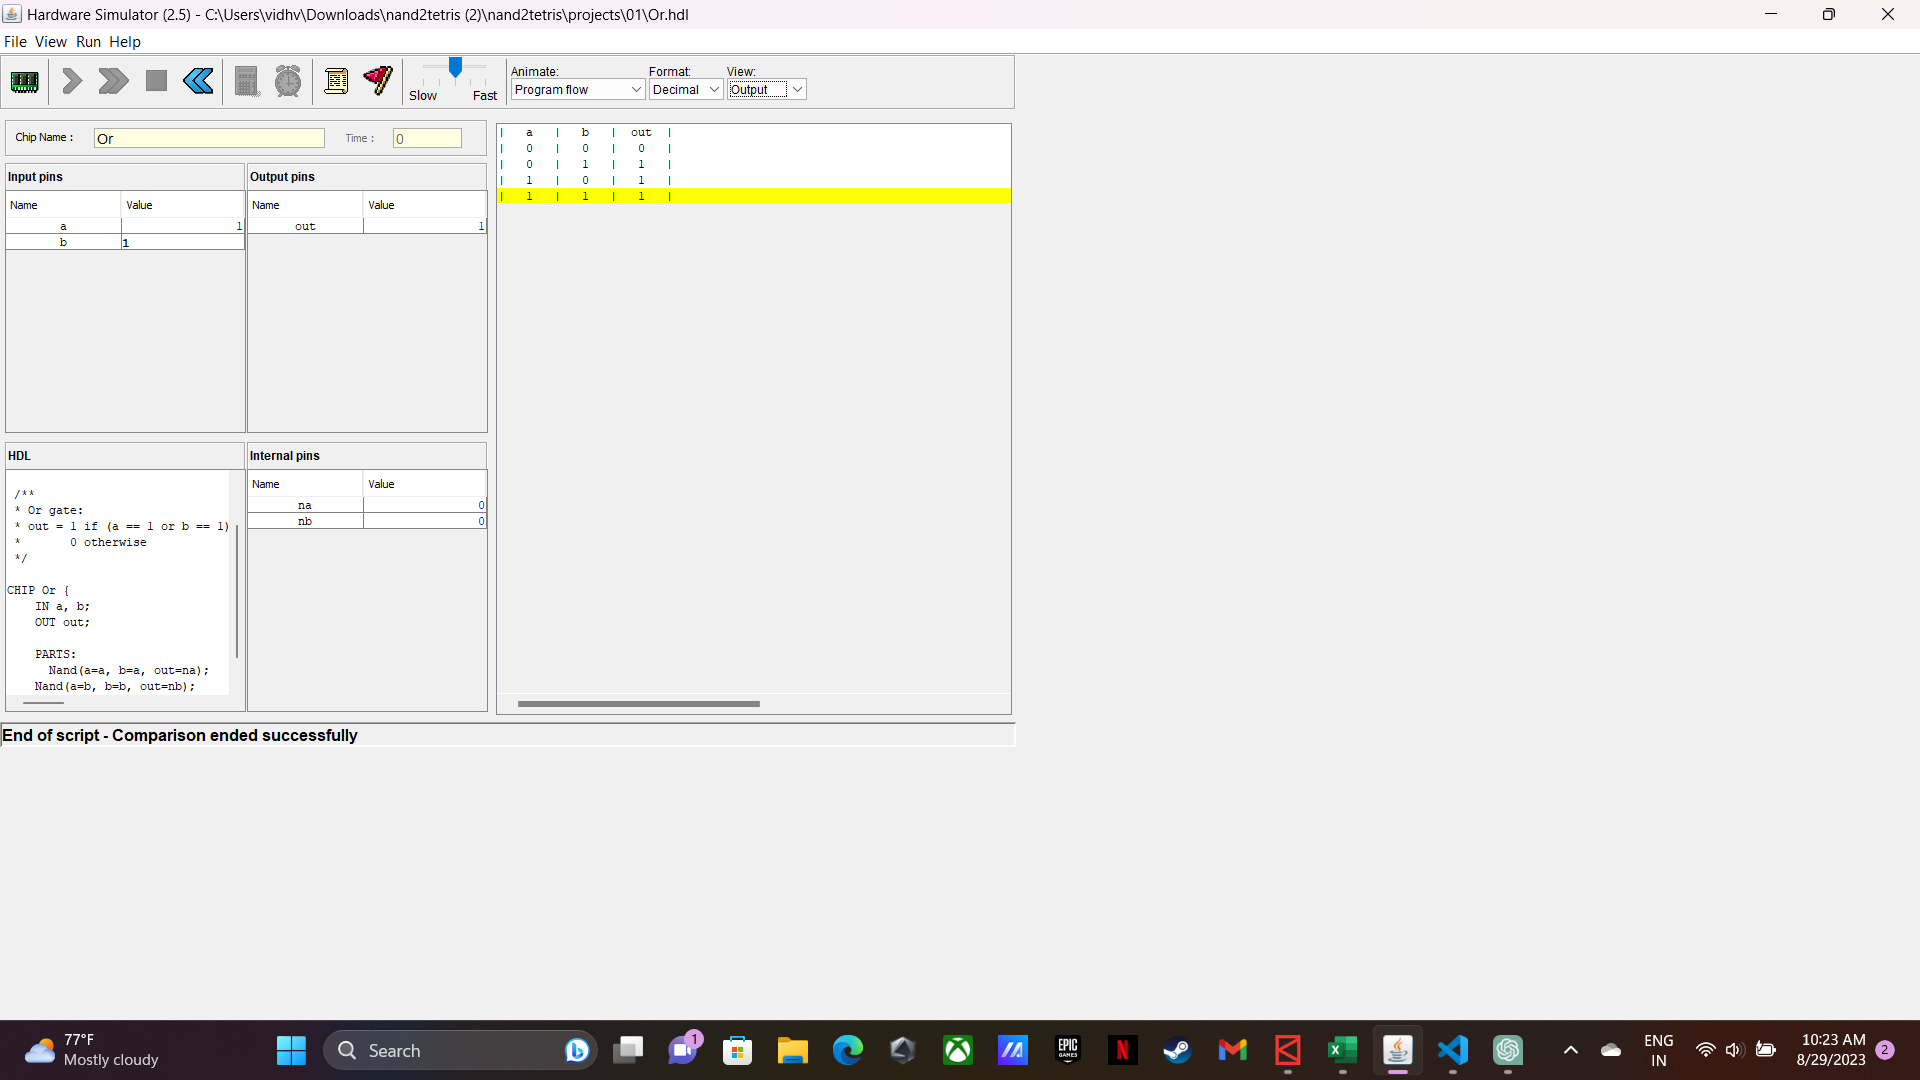 Hardware Simulator (2.5) - C:\Users\vidhv\Downloads\nand2tetris (2)\nand2tetris\projects\01\Or.hdl
File View Run Help
Slow Fast
Animate: Format: View:
Program flow Decimal Output
Chip Name : Or Time : 0
Input pins
Name Value
a 1
b 1
Output pins
Name Value
out 1
| a | b | out |
| 0 | 0 | 0 |
| 0 | 1 | 1 |
| 1 | 0 | 1 |
| 1 | 1 | 1 |
HDL
/**
* Or gate:
* out = 1 if (a == 1 or b == 1)
* 0 otherwise
*/
CHIP Or {
IN a, b;
OUT out;
PARTS:
Nand(a=a, b=a, out=na);
Nand(a=b, b=b, out=nb);
Internal pins
Name Value
na 0
nb 0
End of script - Comparison ended successfully
77°F
Mostly cloudy
Search
1
EPIC
GAMES
N
ENG
IN
10:23 AM
8/29/2023
2